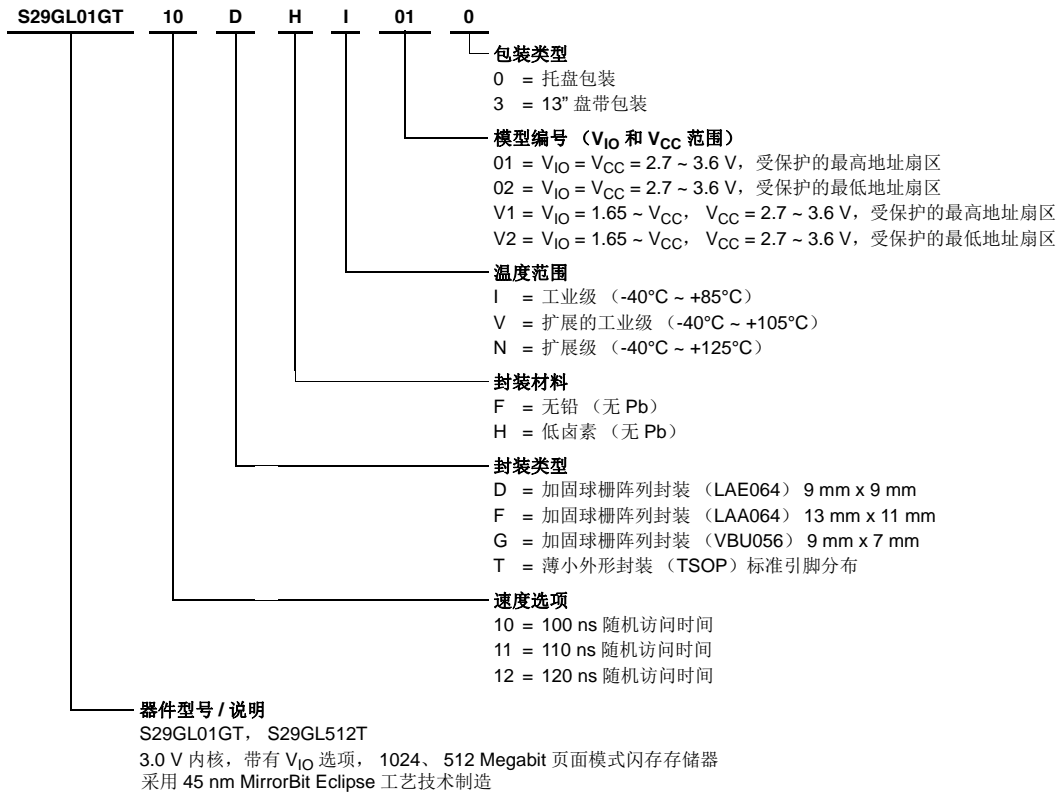 S29GL01GT 10 D H I 01 0
包装类型
0 = 托盘包装
3 = 13” 盘带包装
模型编号 （VIO 和 VCC 范围）
01 = VIO = VCC = 2.7 ~ 3.6 V，受保护的最高地址扇区
02 = VIO = VCC = 2.7 ~ 3.6 V，受保护的最低地址扇区
V1 = VIO = 1.65 ~ VCC， VCC = 2.7 ~ 3.6 V，受保护的最高地址扇区
V2 = VIO = 1.65 ~ VCC， VCC = 2.7 ~ 3.6 V，受保护的最低地址扇区
温度范围
I = 工业级 （-40°C ~ +85°C）
V = 扩展的工业级 （-40°C ~ +105°C）
N = 扩展级 （-40°C ~ +125°C）
封装材料
F = 无铅 （无 Pb）
H = 低卤素 （无 Pb）
封装类型
D = 加固球栅阵列封装 （LAE064） 9 mm x 9 mm
F = 加固球栅阵列封装 （LAA064） 13 mm x 11 mm
G = 加固球栅阵列封装 （VBU056） 9 mm x 7 mm
T = 薄小外形封装 （TSOP）标准引脚分布
速度选项
10 = 100 ns 随机访问时间
11 = 110 ns 随机访问时间
12 = 120 ns 随机访问时间
器件型号 / 说明
S29GL01GT， S29GL512T
3.0 V 内核，带有 VIO 选项， 1024、 512 Megabit 页面模式闪存存储器
采用 45 nm MirrorBit Eclipse 工艺技术制造